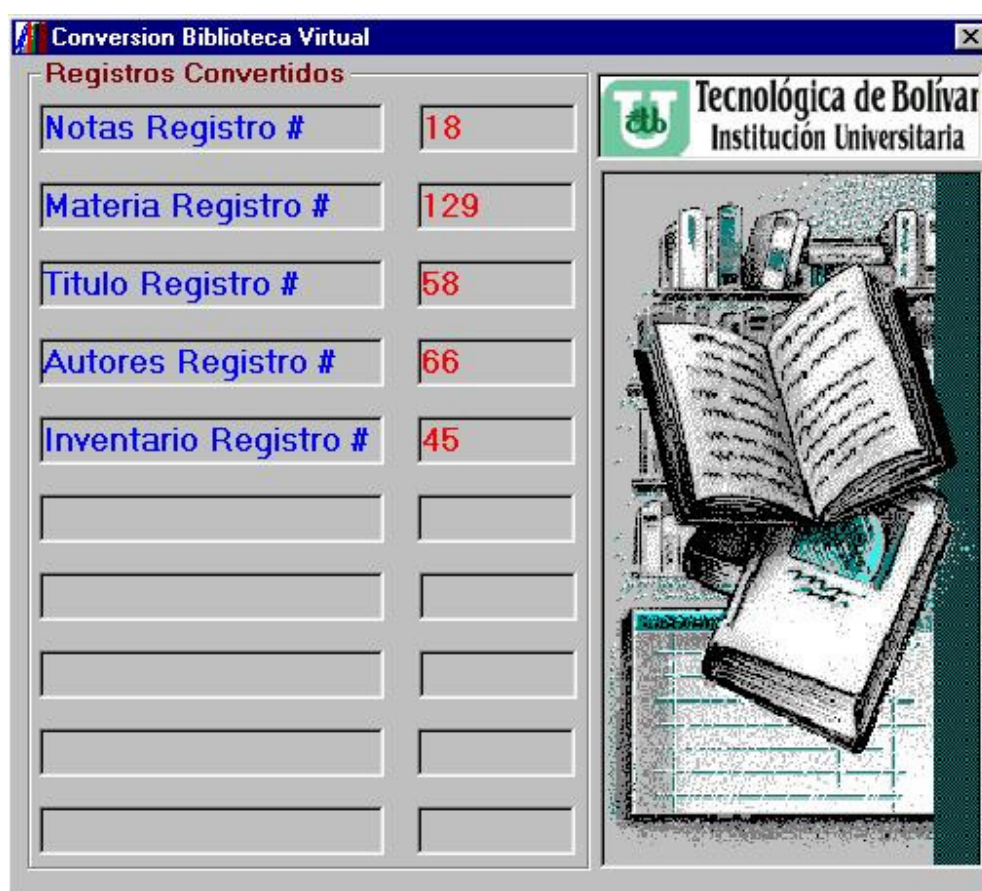 Conversion Biblioteca Virtual
Registros Convertidos
Notas Registro # 18
Materia Registro # 129
Titulo Registro # 58
Autores Registro # 66
Inventario Registro # 45
U
ctb
Tecnológica de Bolívar
Institución Universitaria